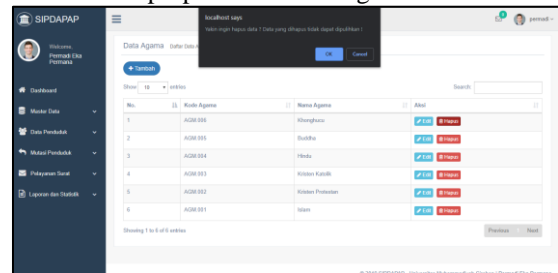 SIPDAPAP
localhost says
Yakin ingin hapus data ? Data yang dihapus tidak dapat dipulihkan !
OK
Cancel
permadi
Welcome,
Permadi Eka
Permana
Data Agama
+ Tambah
Show 10 entries
Search:
No. Kode Agama Nama Agama Aksi
1 AGM.006 Khonghucu Edit Hapus
2 AGM.005 Buddha Edit Hapus
3 AGM.004 Hindu Edit Hapus
4 AGM.003 Kristen Katolik Edit Hapus
5 AGM.002 Kristen Protestan Edit Hapus
6 AGM.001 Islam Edit Hapus
Showing 1 to 6 of 6 entries
Previous 1 Next
Dashboard
Master Data
Data Penduduk
Mutasi Penduduk
Pelayanan Surat
Laporan dan Statistik